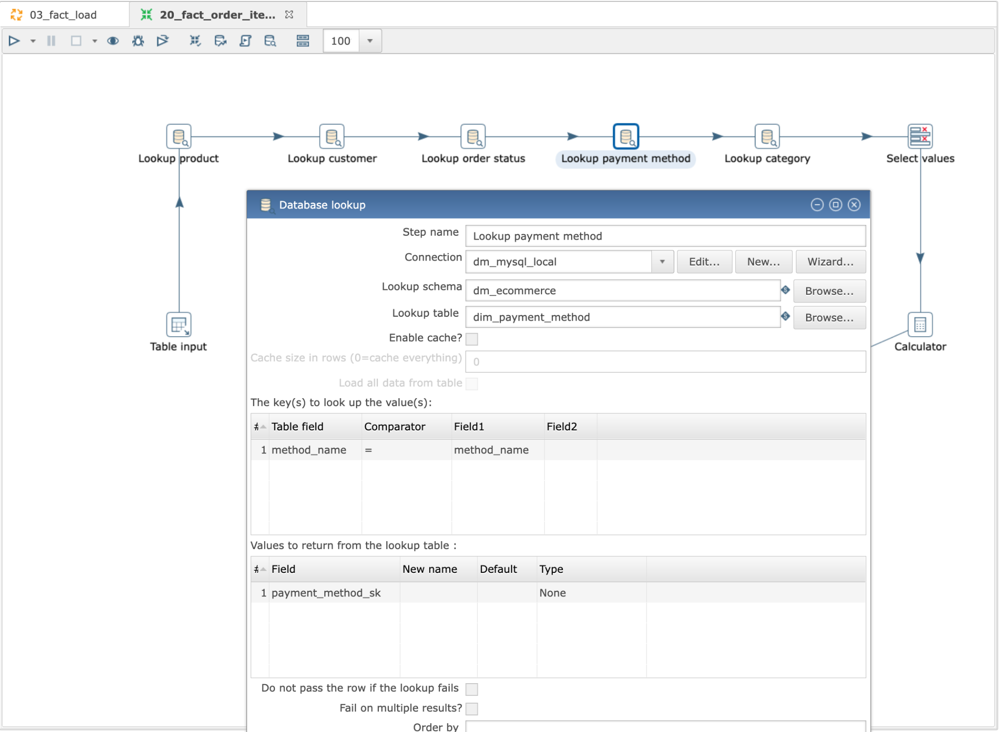 03_fact_load
20_fact_order_ite...
100
Lookup product
Lookup customer
Lookup order status
Lookup payment method
Lookup category
Select values
Table input
Calculator
Database lookup
Step name
Lookup payment method
Connection
dm_mysql_local
Edit...
New...
Wizard...
Lookup schema
dm_ecommerce
Browse...
Lookup table
dim_payment_method
Browse...
Enable cache?
Cache size in rows (0=cache everything)
0
Load all data from table
The key(s) to look up the value(s):
# Table field Comparator Field1 Field2
1 method_name = method_name
Values to return from the lookup table :
# Field New name Default Type
1 payment_method_sk None
Do not pass the row if the lookup fails
Fail on multiple results?
Order by